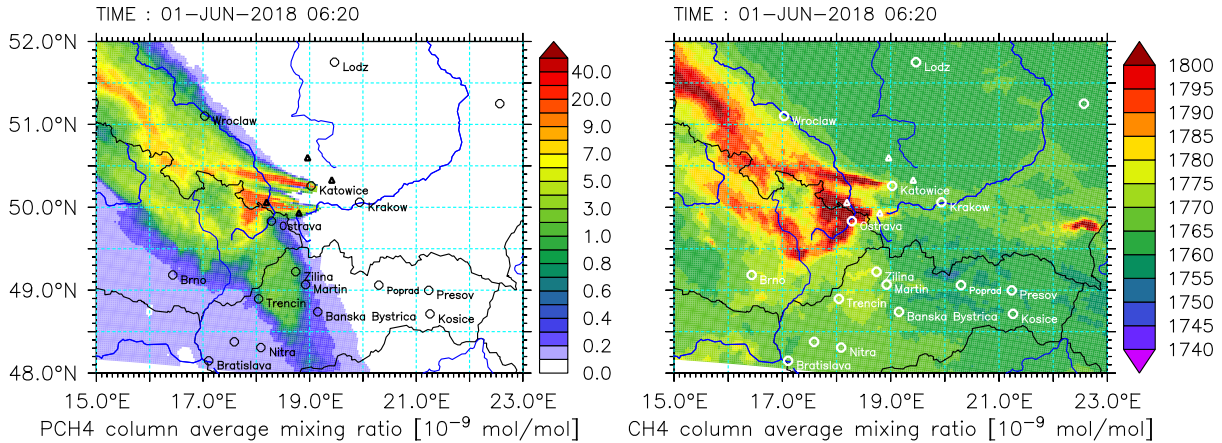 TIME : 01-JUN-2018 06:20
52.0°N
51.0°N
50.0°N
49.0°N
48.0°N
Lodz
Wroclaw
Katowice
Krakow
Ostrava
Zilina
Brno
Martin
Poprad
Presov
Trencin
Banska Bystrica
Kosice
Nitra
Bratislava
15.0°E 17.0°E 19.0°E 21.0°E 23.0°E
PCH4 column average mixing ratio [10⁻⁹ mol/mol]
40.0
20.0
9.0
7.0
5.0
3.0
1.0
0.8
0.6
0.4
0.2
0.0
TIME : 01-JUN-2018 06:20
Lodz
Wroclaw
Katowice
Krakow
Ostrava
Zilina
Brno
Martin
Poprad
Presov
Trencin
Banska Bystrica
Kosice
Nitra
Bratislava
15.0°E 17.0°E 19.0°E 21.0°E 23.0°E
CH4 column average mixing ratio [10⁻⁹ mol/mol]
1800
1795
1790
1785
1780
1775
1770
1765
1760
1755
1750
1745
1740